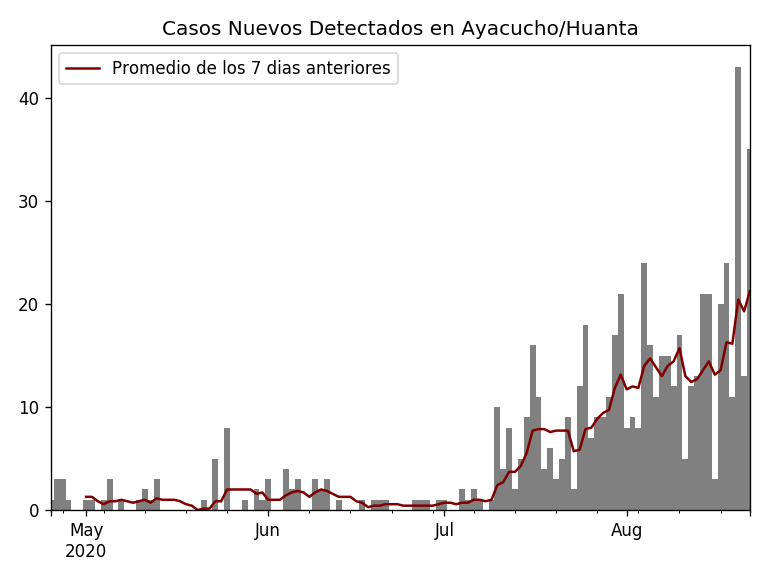 Casos Nuevos Detectados en Ayacucho/Huanta
Promedio de los 7 dias anteriores
40
30
20
10
0
May Jun Jul Aug
2020